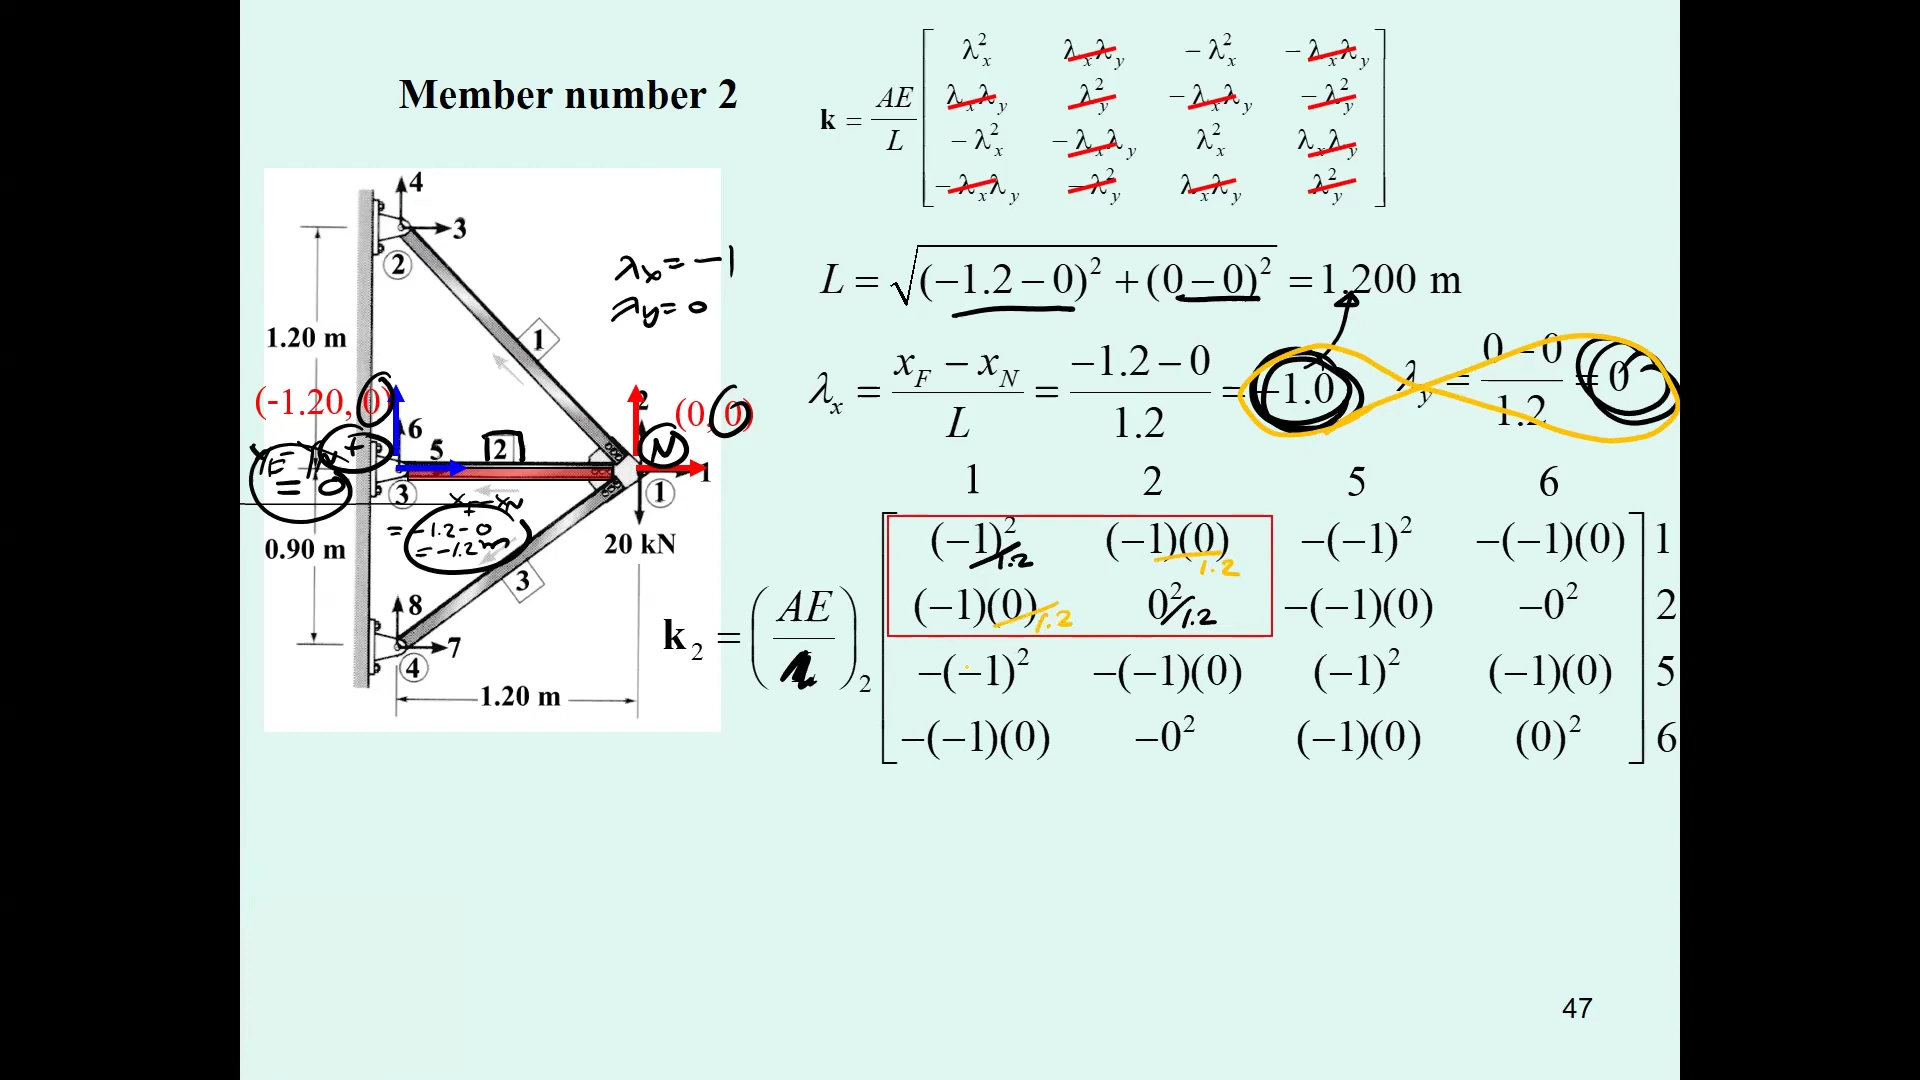 Member number 2
k = AE/L [ λx² λxλy −λx² −λxλy
λxλy λy² −λxλy −λy²
−λx² −λxλy λx² λxλy
−λxλy −λy² λxλy λy² ]
4
3
2
λx = −1
λy = 0
L = √((−1.2 − 0)² + (0 − 0)²) = 1.200 m
1.20 m
1
λx = (xF − xN)/L = (−1.2 − 0)/1.2 = −1.0 λy = (0 − 0)/1.2 = 0
(-1.20, 0)
2
(0, 0)
6
5
2
N
F
1
3
1
= 0
xF − xN
= −1.2 − 0
= −1.2m
20 kN
0.90 m
3
8
7
4
1.20 m
1 2 5 6
k2 = (AE)2 [ (−1)²/1.2 (−1)(0)/1.2 −(−1)² −(−1)(0) ] 1
(−1)(0)/1.2 0²/1.2 −(−1)(0) −0² 2
−(−1)² −(−1)(0) (−1)² (−1)(0) 5
−(−1)(0) −0² (−1)(0) (0)² 6
47